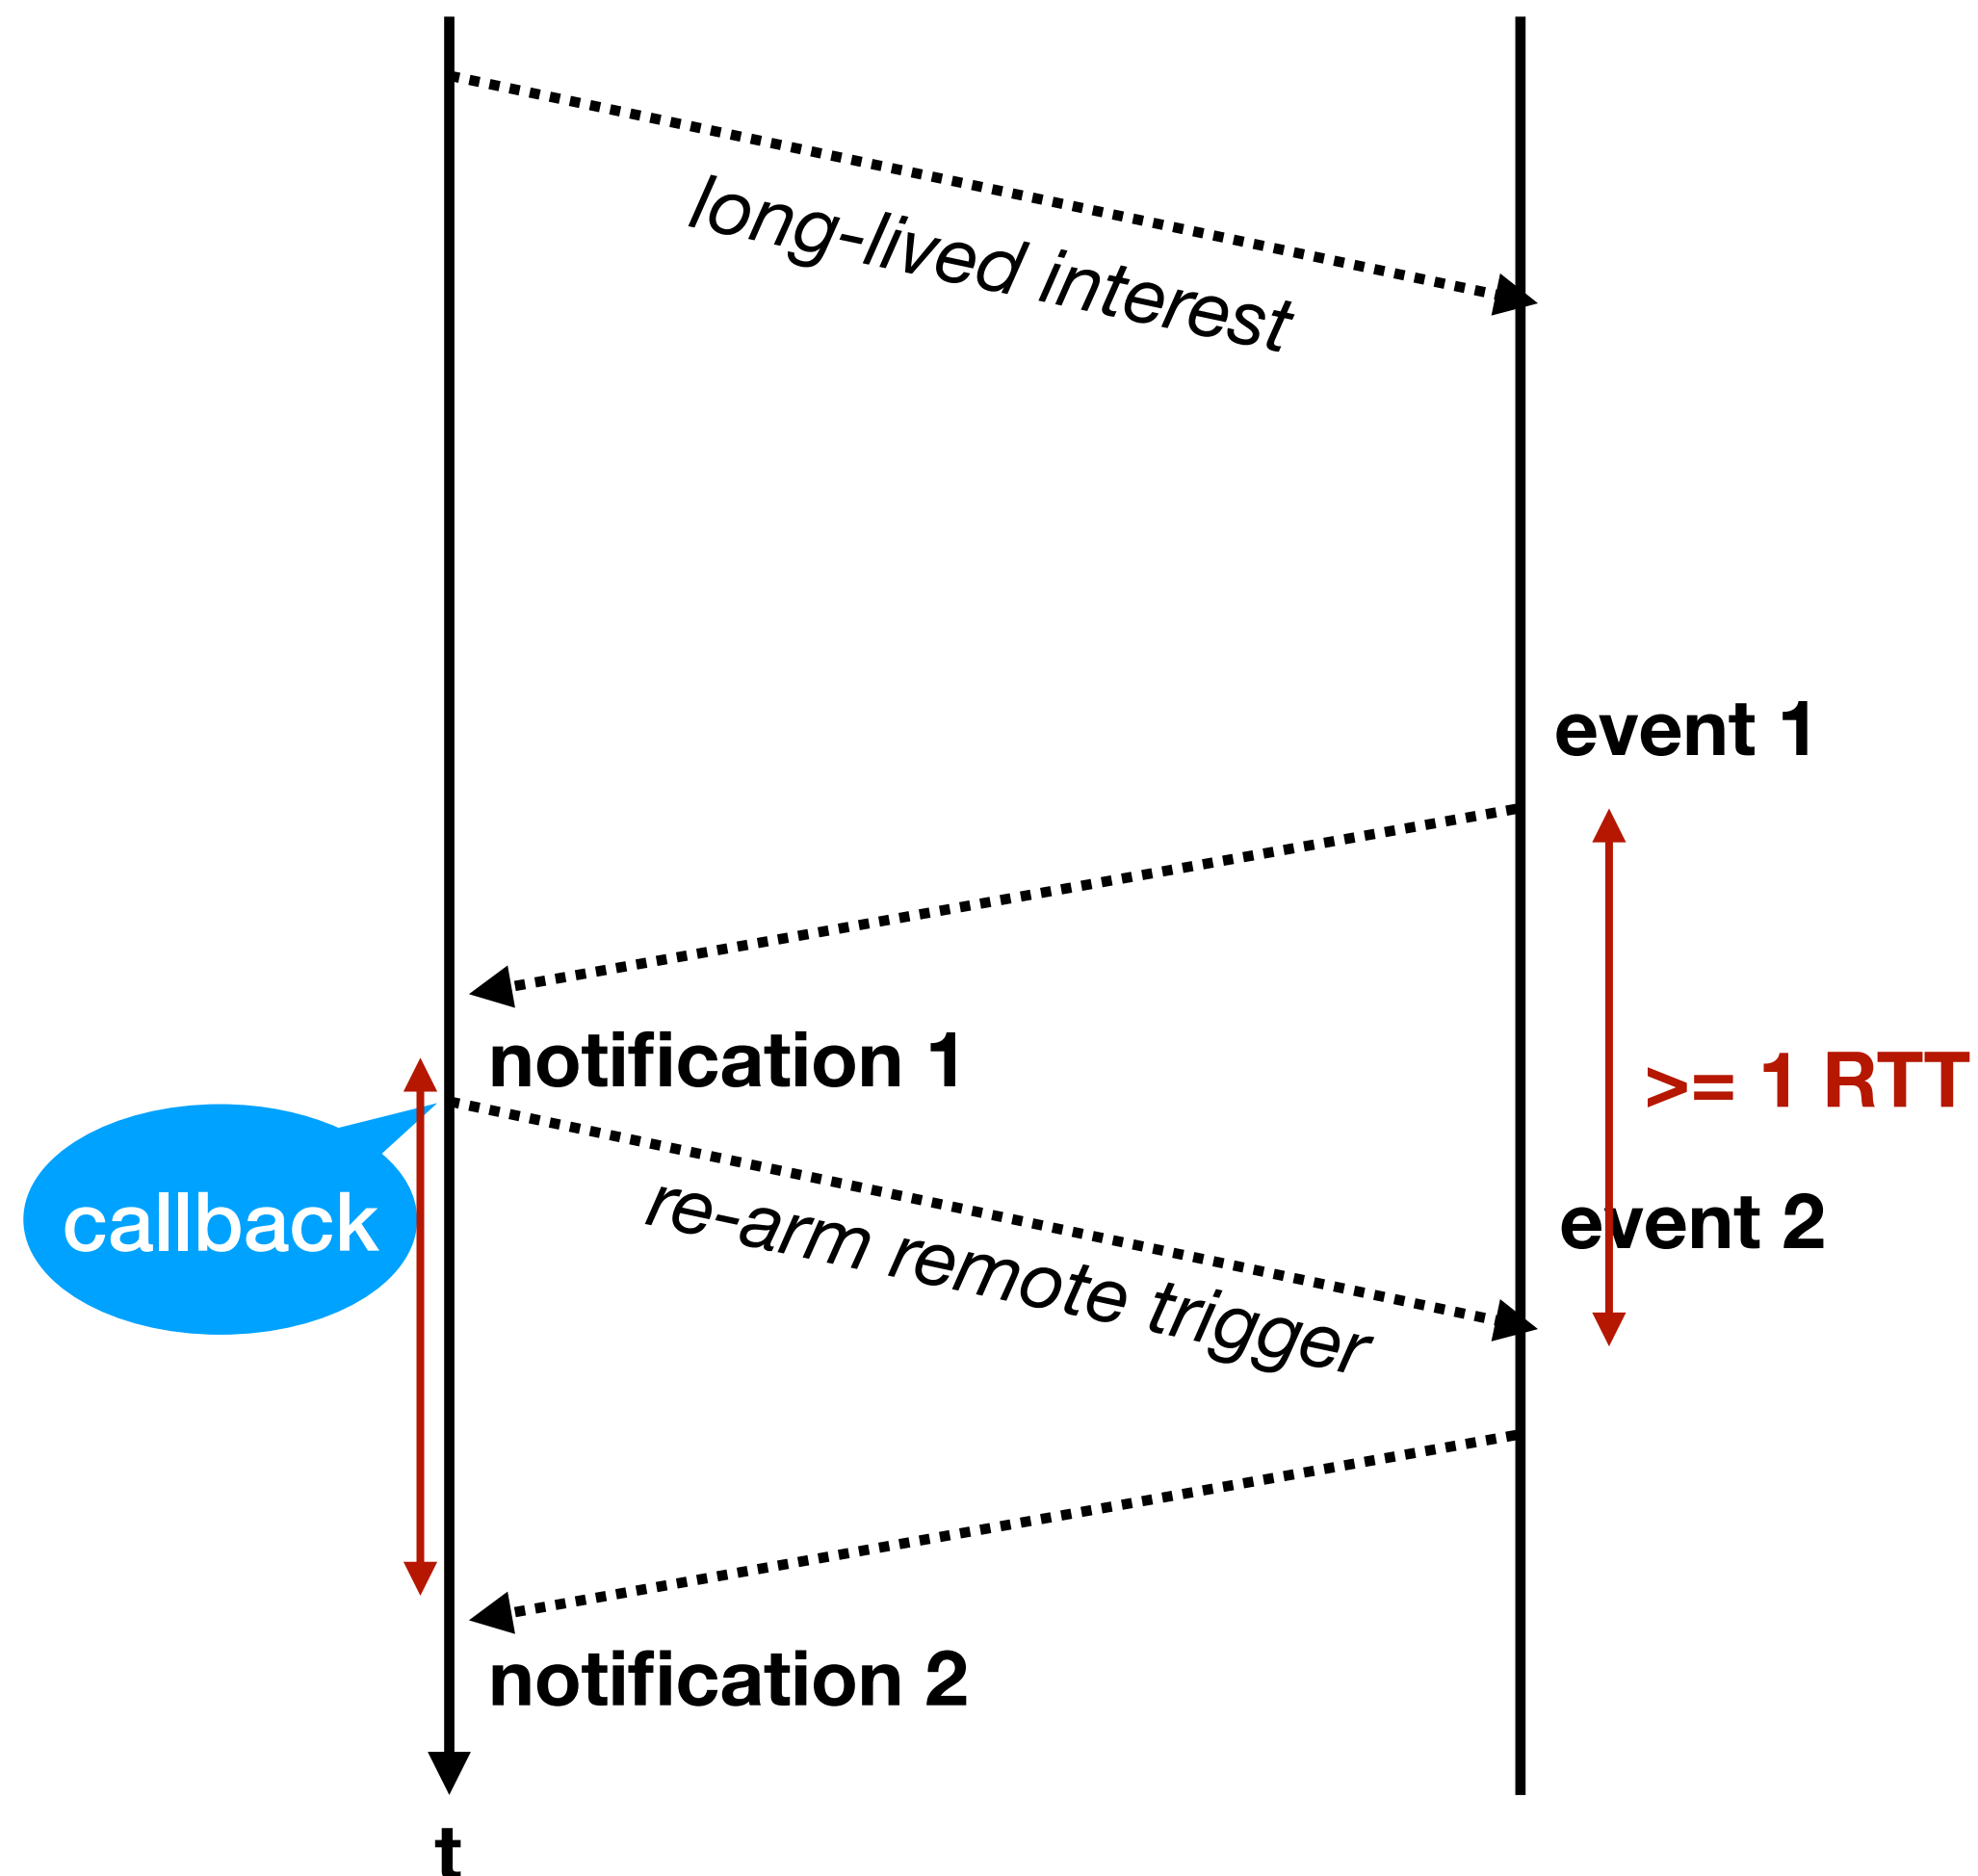 long-lived interest
event 1
notification 1
>= 1 RTT
callback
re-arm remote trigger
event 2
notification 2
t